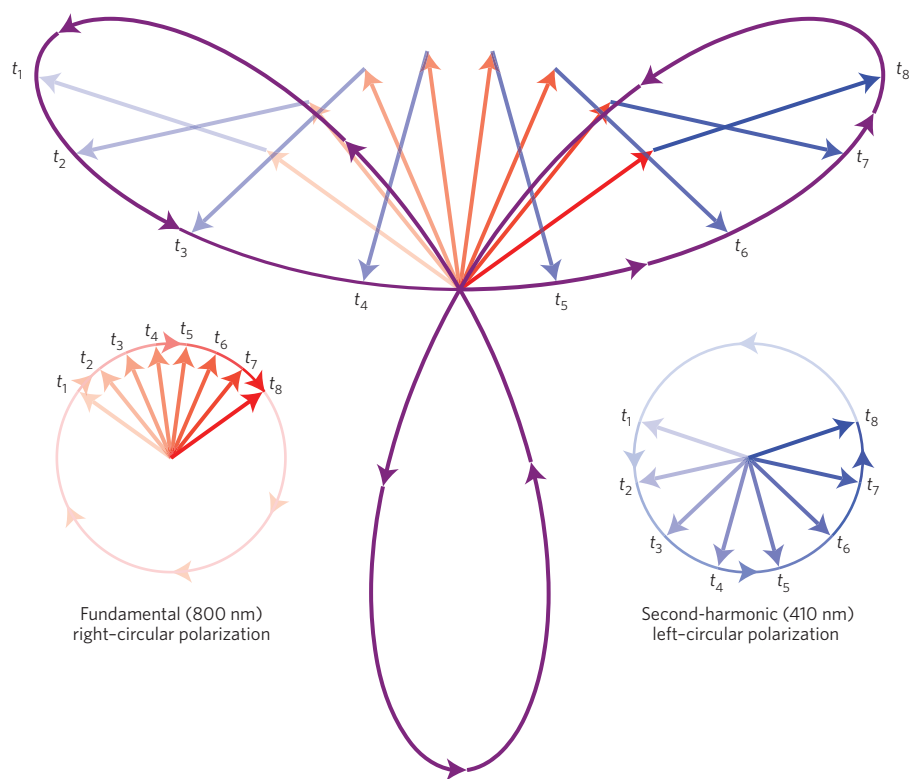 t1
t8
t2
t7
t3
t6
t4
t5
t4
t5
t3
t6
t2
t7
t1
t8
t1
t8
t2
t7
t3
t6
t4
t5
Fundamental (800 nm)
right–circular polarization
Second-harmonic (410 nm)
left–circular polarization